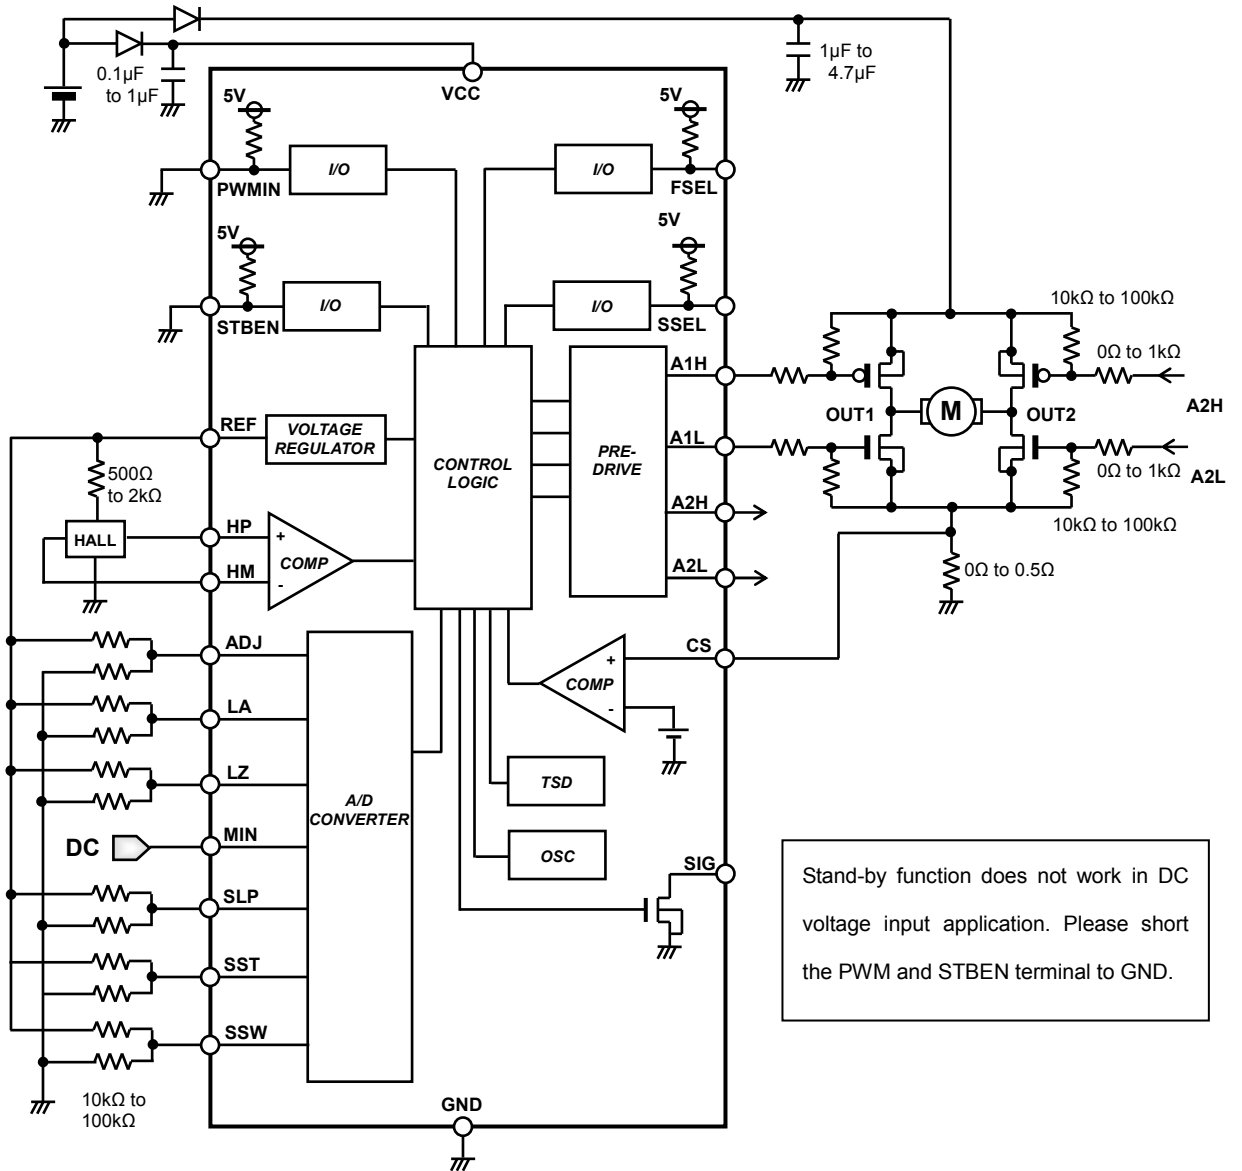 0.1µF
to 1µF
VCC
1µF to
4.7µF
5V
5V
I/O
I/O
PWMIN
FSEL
5V
5V
I/O
I/O
STBEN
SSEL
10kΩ to 100kΩ
A1H
0Ω to 1kΩ
A2H
OUT1
M
OUT2
REF
VOLTAGE
REGULATOR
CONTROL
LOGIC
PRE-
DRIVE
A1L
500Ω
to 2kΩ
0Ω to 1kΩ
A2L
A2H
10kΩ to 100kΩ
HP
+
HALL
COMP
HM
-
A2L
0Ω to 0.5Ω
ADJ
CS
+
COMP
-
LA
LZ
TSD
A/D
CONVERTER
DC
MIN
OSC
SIG
SLP
SST
SSW
Stand-by function does not work in DC
voltage input application. Please short
the PWM and STBEN terminal to GND.
10kΩ to
100kΩ
GND